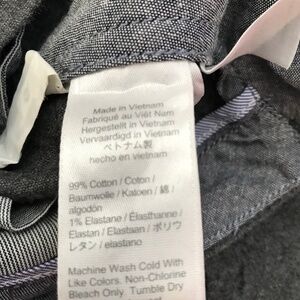 Made in Vietnam
Fabriqué au Viêt Nam
Hergestellt in Vietnam
Vervaardigd in Vietnam
ベトナム製
hecho en vietnam
99% Cotton / Coton /
Baumwolle / Katoen / 綿 /
algodón
1% Elastane / Élasthanne /
Elastan / Elastaan / ポリウ
レタン / elastano
Machine Wash Cold With
Like Colors. Non-Chlorine
Bleach Only. Tumble Dry